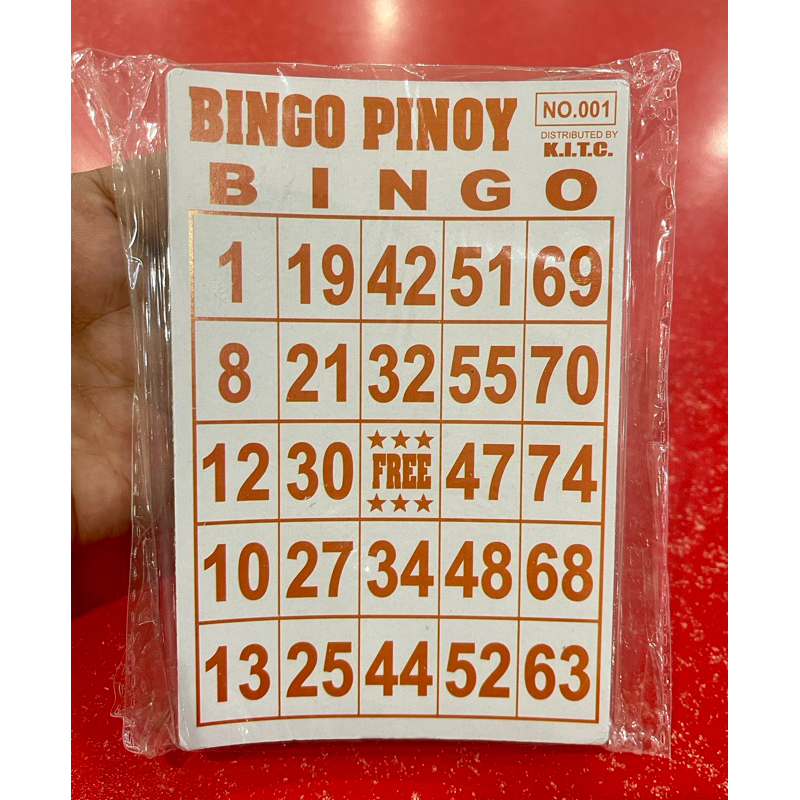 BINGO PINOY
NO.001
DISTRIBUTED BY
K.I.T.C.
B I N G O
1 19 42 51 69
8 21 32 55 70
12 30 FREE 47 74
10 27 34 48 68
13 25 44 52 63